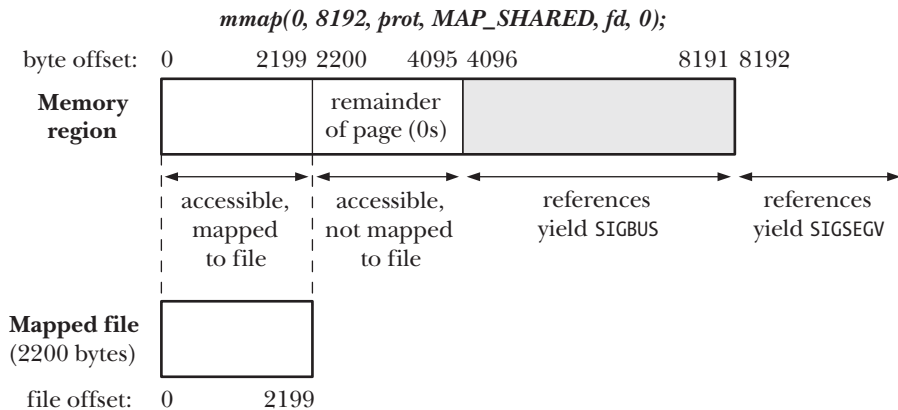 mmap(0, 8192, prot, MAP_SHARED, fd, 0);
byte offset: 0 2199 2200 4095 4096 8191 8192
Memory
region
remainder
of page (0s)
accessible,
mapped
to file
accessible,
not mapped
to file
references
yield SIGBUS
references
yield SIGSEGV
Mapped file
(2200 bytes)
file offset: 0 2199